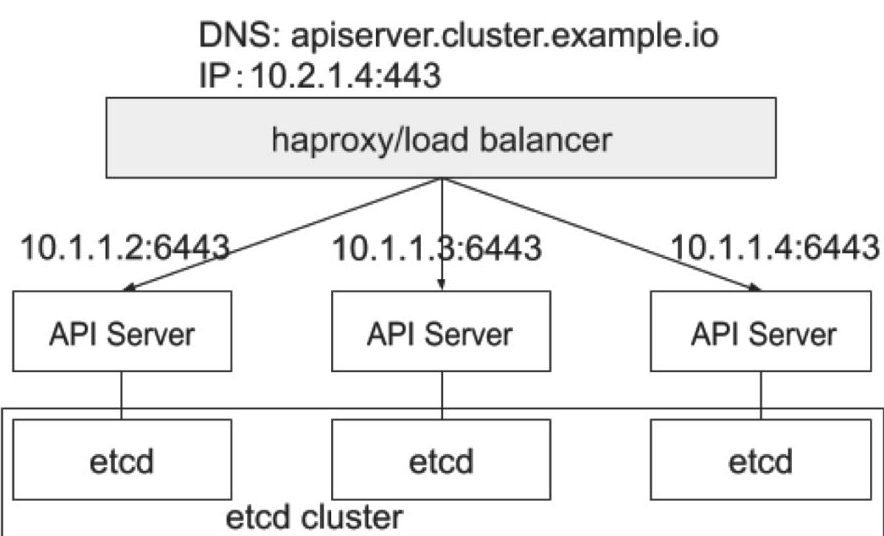 DNS: apiserver.cluster.example.io
IP:10.2.1.4:443
haproxy/load balancer
10.1.1.2:6443 10.1.1.3:6443 10.1.1.4:6443
API Server API Server API Server
etcd etcd etcd
etcd cluster